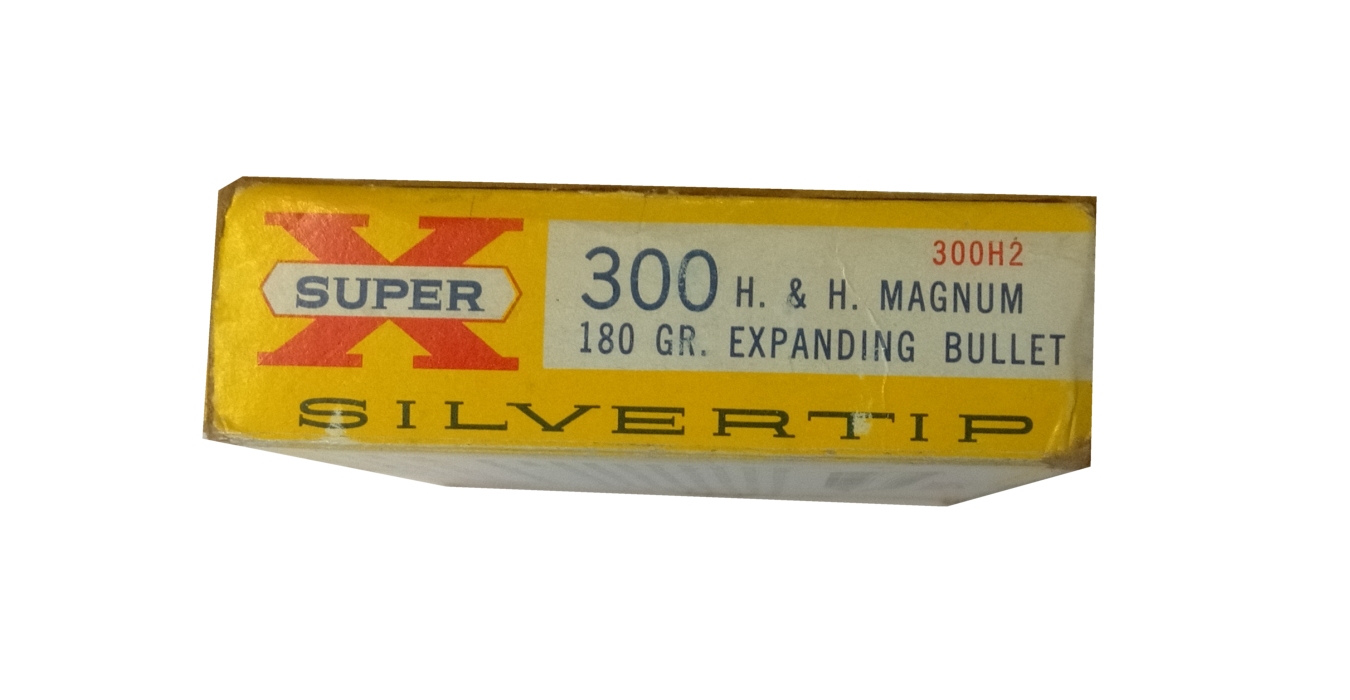 X
SUPER
300H2
300 H. & H. MAGNUM
180 GR. EXPANDING BULLET
SILVERTIP